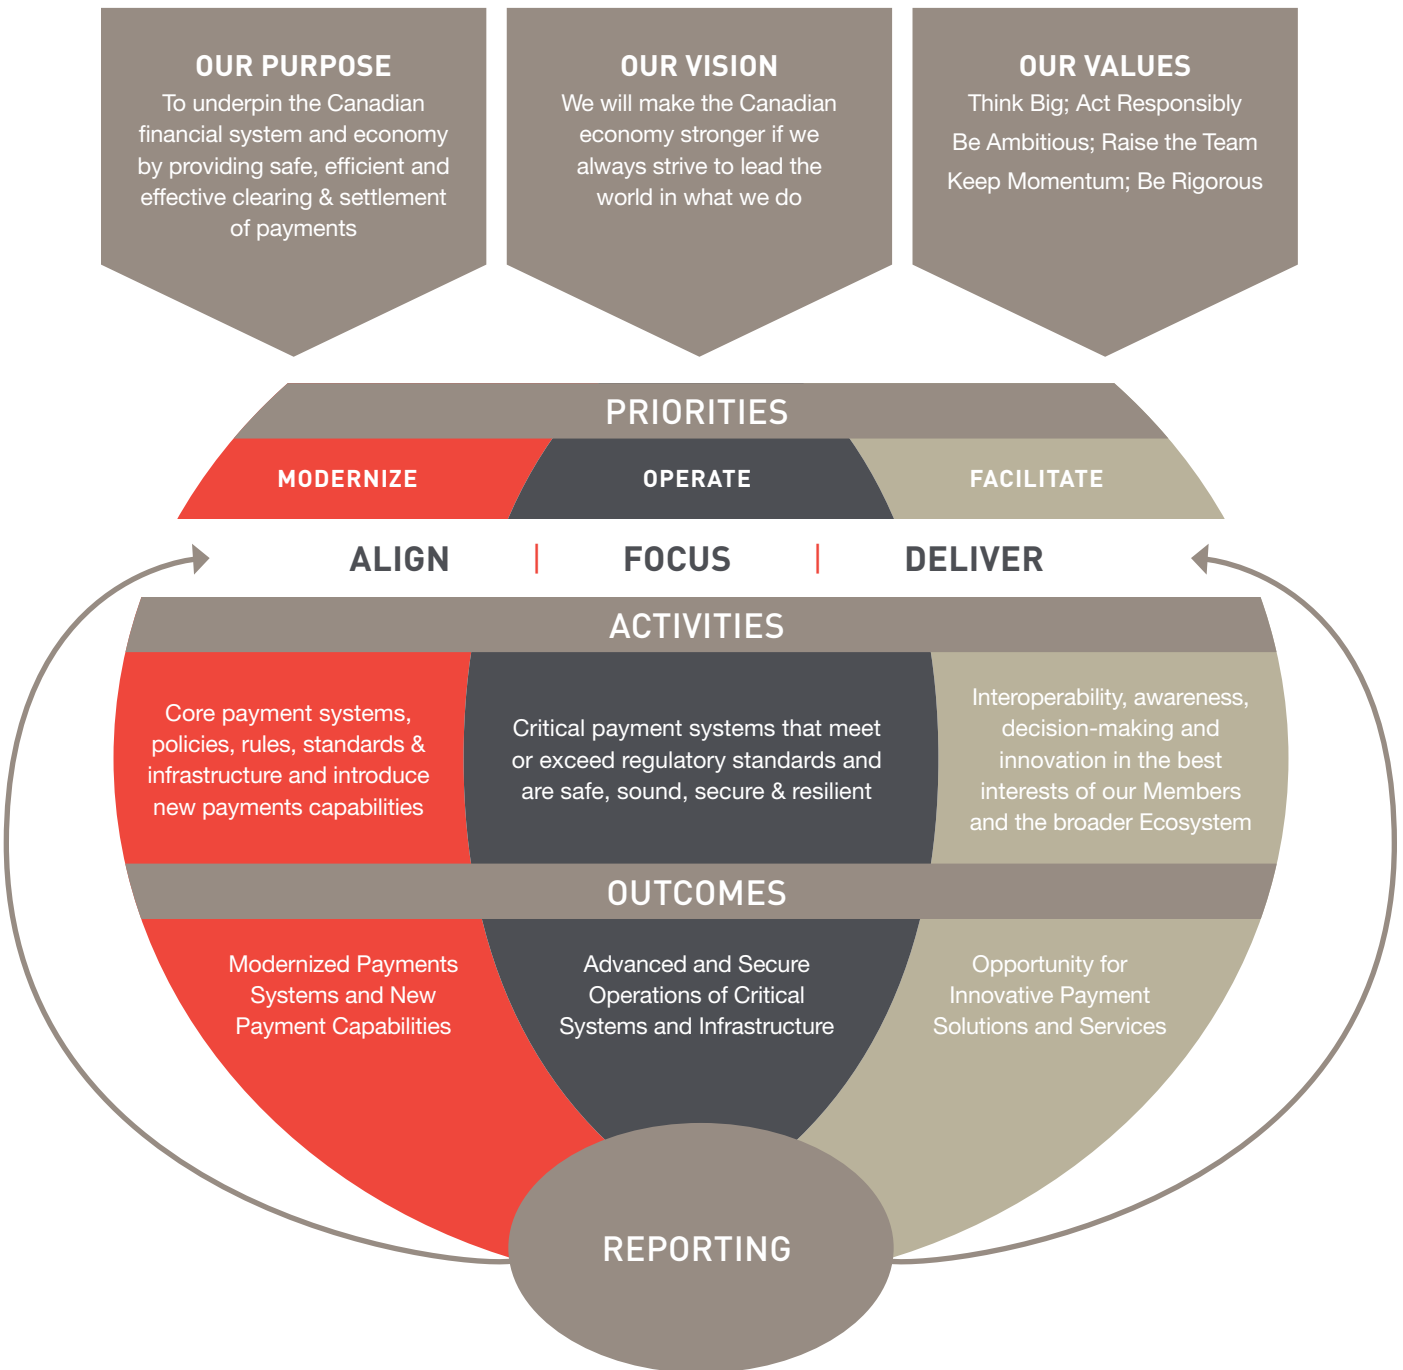 OUR PURPOSE
To underpin the Canadian
financial system and economy
by providing safe, efficient and
effective clearing & settlement
of payments
OUR VISION
We will make the Canadian
economy stronger if we
always strive to lead the
world in what we do
OUR VALUES
Think Big; Act Responsibly
Be Ambitious; Raise the Team
Keep Momentum; Be Rigorous
PRIORITIES
MODERNIZE
OPERATE
FACILITATE
ALIGN | FOCUS | DELIVER
ACTIVITIES
Core payment systems,
policies, rules, standards &
infrastructure and introduce
new payments capabilities
Critical payment systems that meet
or exceed regulatory standards and
are safe, sound, secure & resilient
Interoperability, awareness,
decision-making and
innovation in the best
interests of our Members
and the broader Ecosystem
OUTCOMES
Modernized Payments
Systems and New
Payment Capabilities
Advanced and Secure
Operations of Critical
Systems and Infrastructure
Opportunity for
Innovative Payment
Solutions and Services
REPORTING